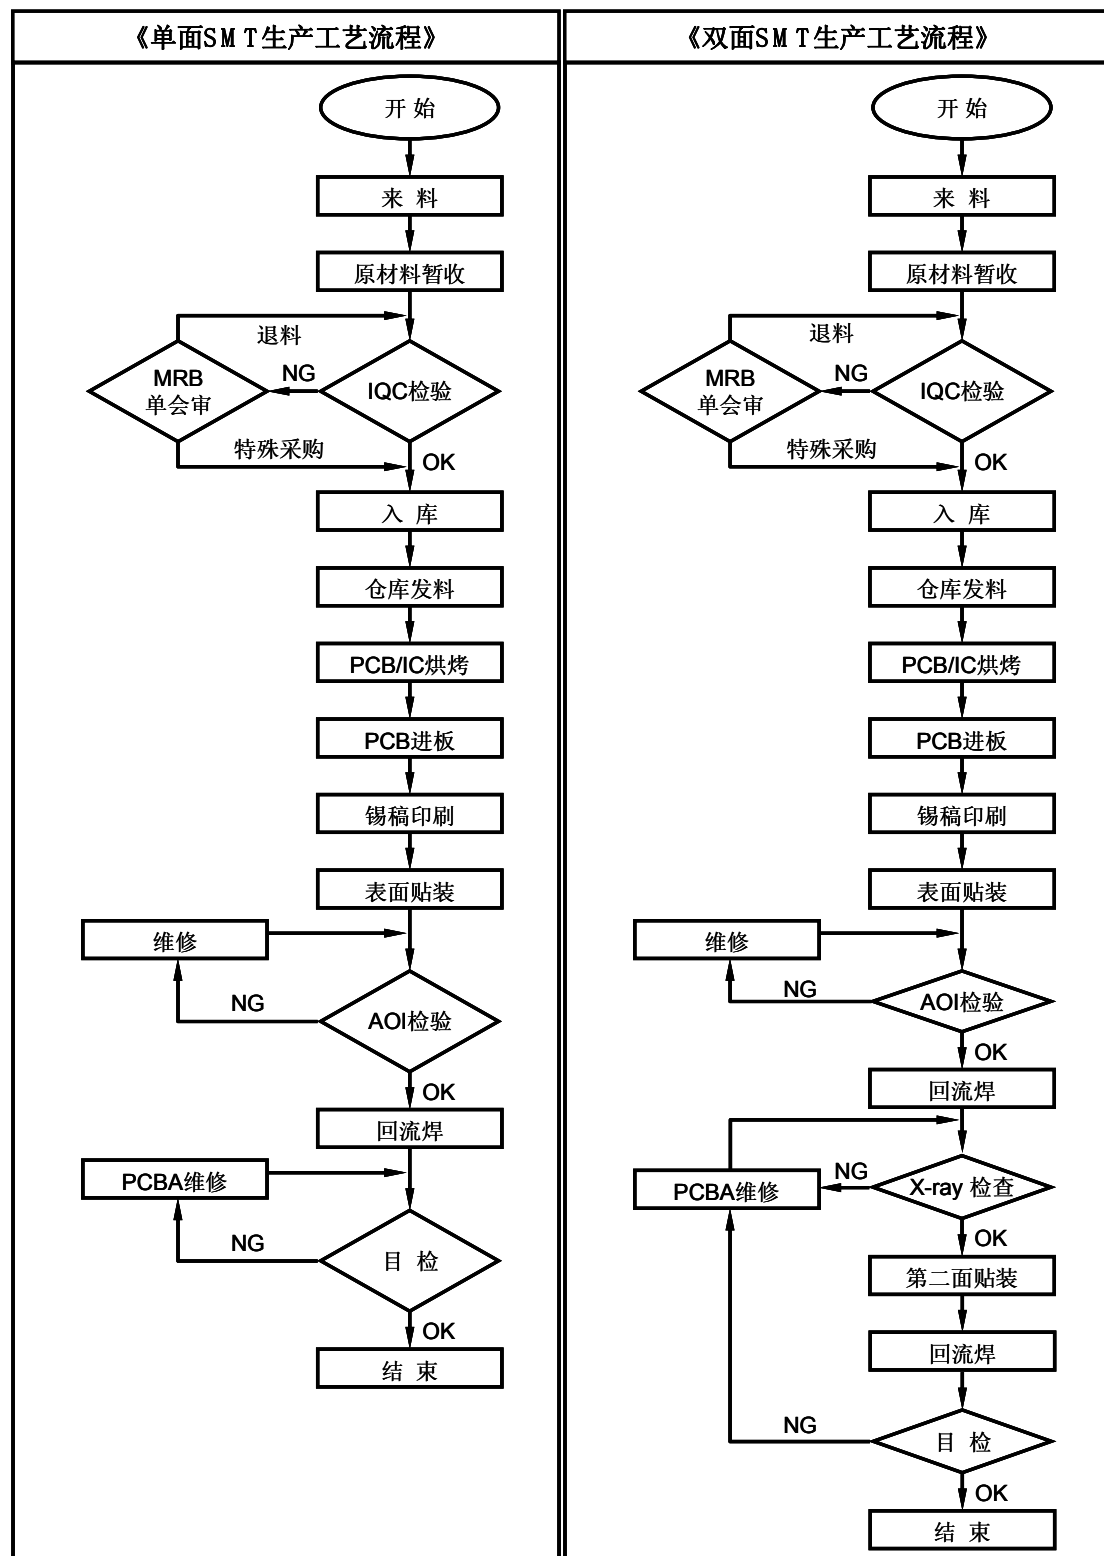 《单面SMT生产工艺流程》
开始
来料
原材料暂收
退料
MRB
单会审
NG
IQC检验
特殊采购
OK
入库
仓库发料
PCB/IC烘烤
PCB进板
锡稿印刷
表面贴装
维修
NG
AOI检验
OK
回流焊
PCBA维修
NG
目检
OK
结束
《双面SMT生产工艺流程》
开始
来料
原材料暂收
退料
MRB
单会审
NG
IQC检验
特殊采购
OK
入库
仓库发料
PCB/IC烘烤
PCB进板
锡稿印刷
表面贴装
维修
NG
AOI检验
OK
回流焊
PCBA维修
NG
X-ray 检查
OK
第二面贴装
回流焊
NG
目检
OK
结束